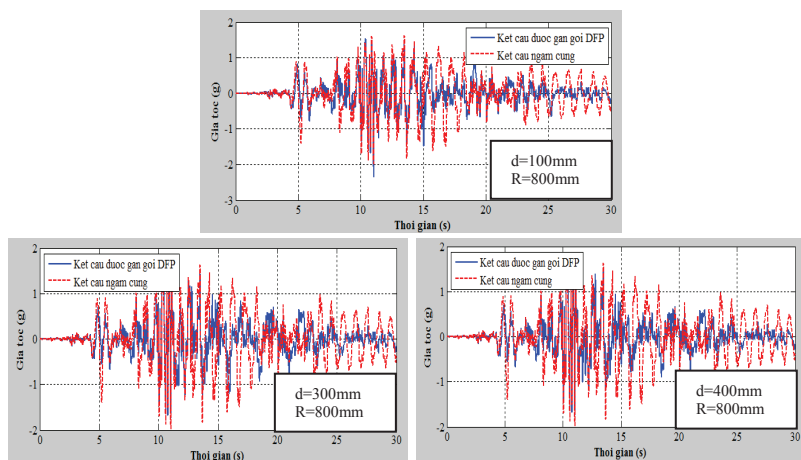 2
1
0
-1
-2
-3
Gia toc (g)
Ket cau duoc gan goi DFP
Ket cau ngam cung
d=100mm
R=800mm
0 5 10 15 20 25 30
Thoi gian (s)
2
1
0
-1
-2
Gia toc (g)
Ket cau duoc gan goi DFP
Ket cau ngam cung
d=300mm
R=800mm
0 5 10 15 20 25 30
Thoi gian (s)
2
1
0
-1
-2
Gia toc (g)
Ket cau duoc gan goi DFP
Ket cau ngam cung
d=400mm
R=800mm
0 5 10 15 20 25 30
Thoi gian (s)